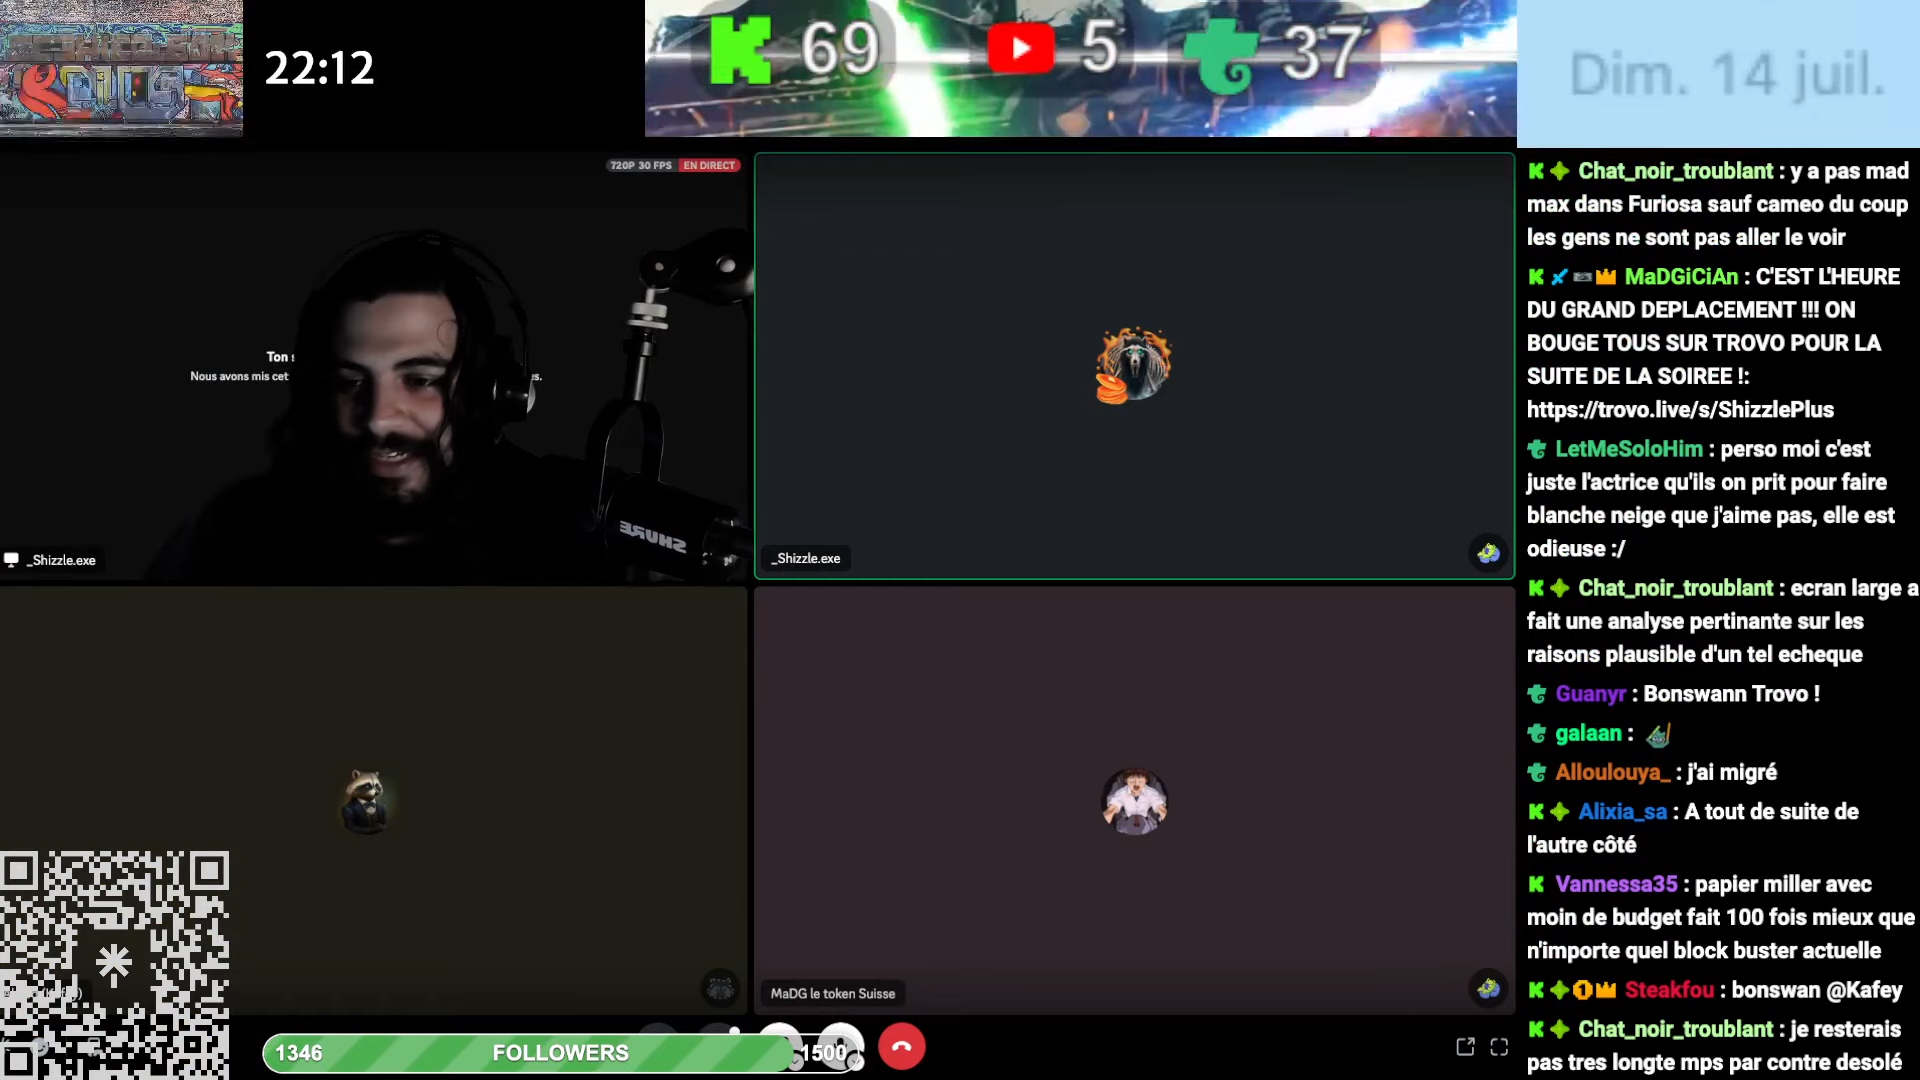 22:12
69
5
37
Dim. 14 juil.
720P 30 FPS
EN DIRECT
Ton
Nous avons mis cet
SHURE
_Shizzle.exe
_Shizzle.exe
MaDG le token Suisse
1346
FOLLOWERS
1500
Chat_noir_troublant : y a pas mad
max dans Furiosa sauf cameo du coup
les gens ne sont pas aller le voir
MaDGiCiAn : C'EST L'HEURE
DU GRAND DEPLACEMENT !!! ON
BOUGE TOUS SUR TROVO POUR LA
SUITE DE LA SOIREE !:
https://trovo.live/s/ShizzlePlus
LetMeSoloHim : perso moi c'est
juste l'actrice qu'ils on prit pour faire
blanche neige que j'aime pas, elle est
odieuse :/
Chat_noir_troublant : ecran large a
fait une analyse pertinante sur les
raisons plausible d'un tel echeque
Guanyr : Bonswann Trovo !
galaan :
Alloulouya_ : j'ai migré
Alixia_sa : A tout de suite de
l'autre côté
Vannessa35 : papier miller avec
moin de budget fait 100 fois mieux que
n'importe quel block buster actuelle
Steakfou : bonswan @Kafey
Chat_noir_troublant : je resterais
pas tres longte mps par contre desolé